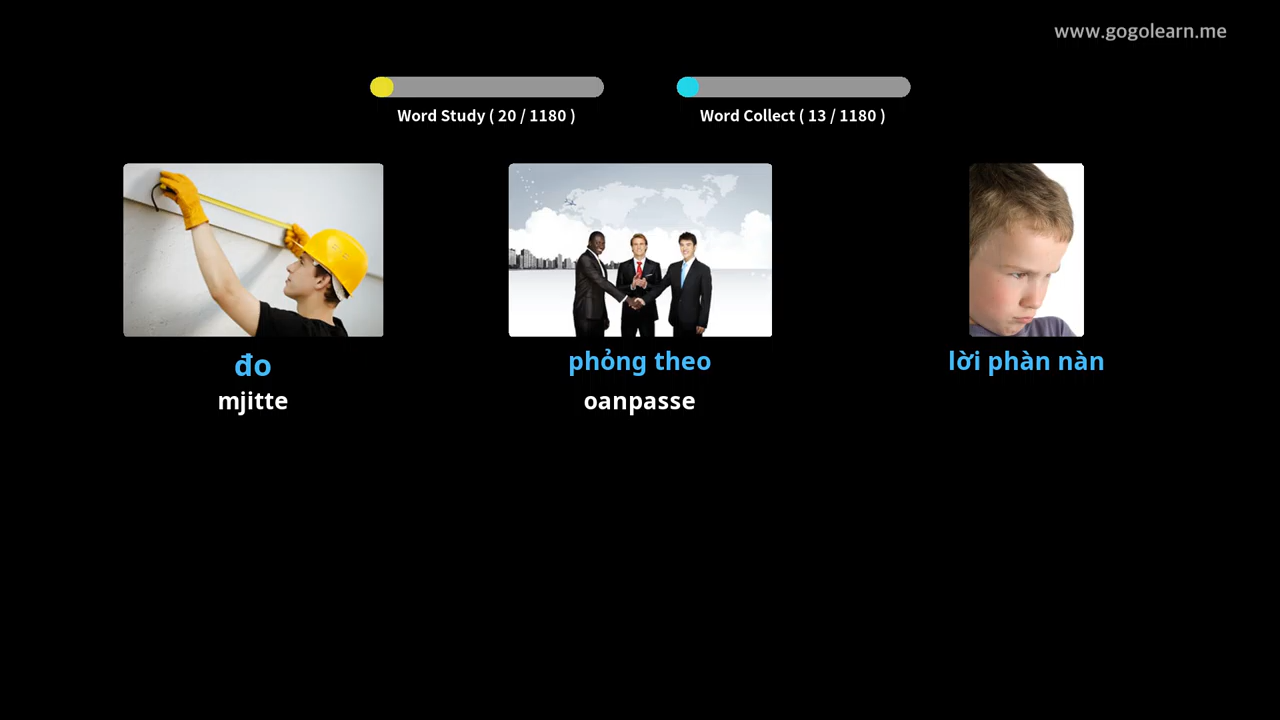 www.gogolearn.me
Word Study ( 20 / 1180 )
Word Collect ( 13 / 1180 )
đo
phỏng theo
lời phàn nàn
mjitte
oanpasse